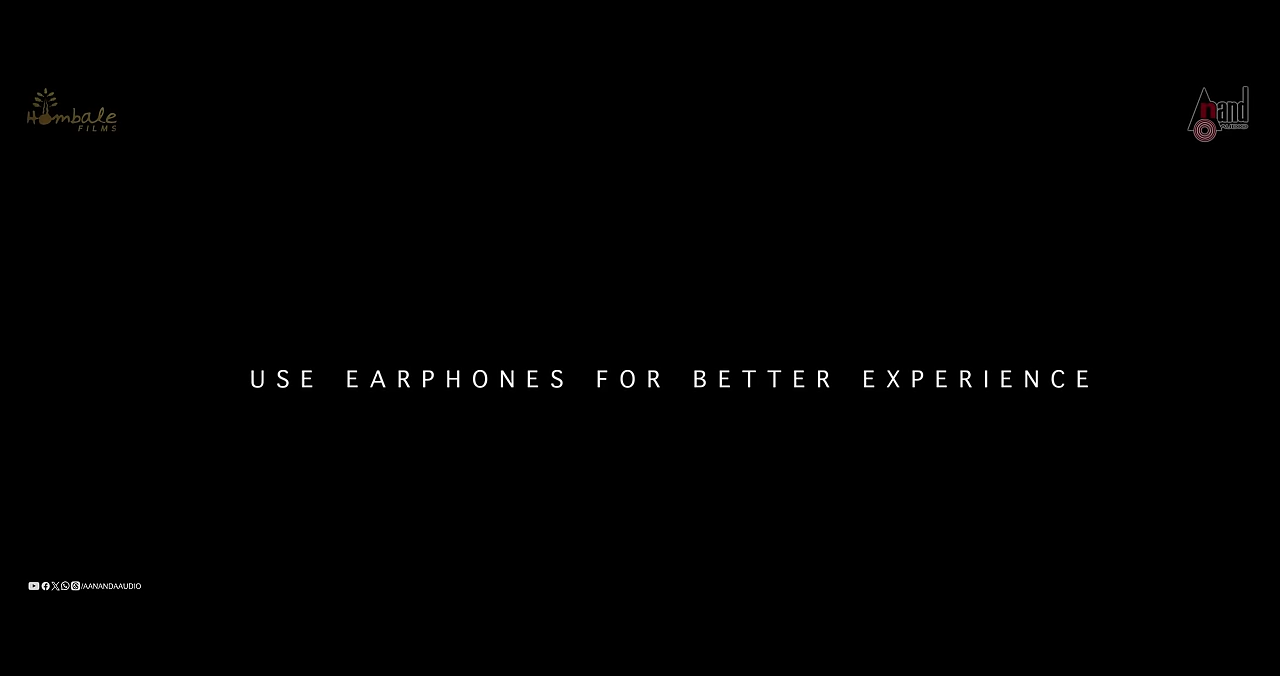 Hombale
FILMS
Anand
AUDIO
USE EARPHONES FOR BETTER EXPERIENCE
/AANANDAAUDIO